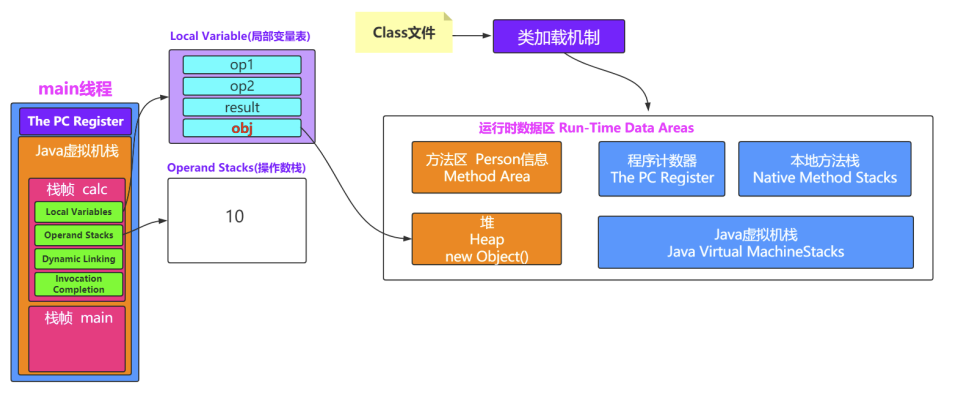 Class文件
类加载机制
Local Variable(局部变量表)
op1
op2
result
obj
main线程
The PC Register
Java虚拟机栈
栈帧 calc
Local Variables
Operand Stacks
Dynamic Linking
Invocation
Completion
栈帧 main
Operand Stacks(操作数栈)
10
运行时数据区 Run-Time Data Areas
方法区 Person信息
Method Area
程序计数器
The PC Register
本地方法栈
Native Method Stacks
堆
Heap
new Object()
Java虚拟机栈
Java Virtual MachineStacks